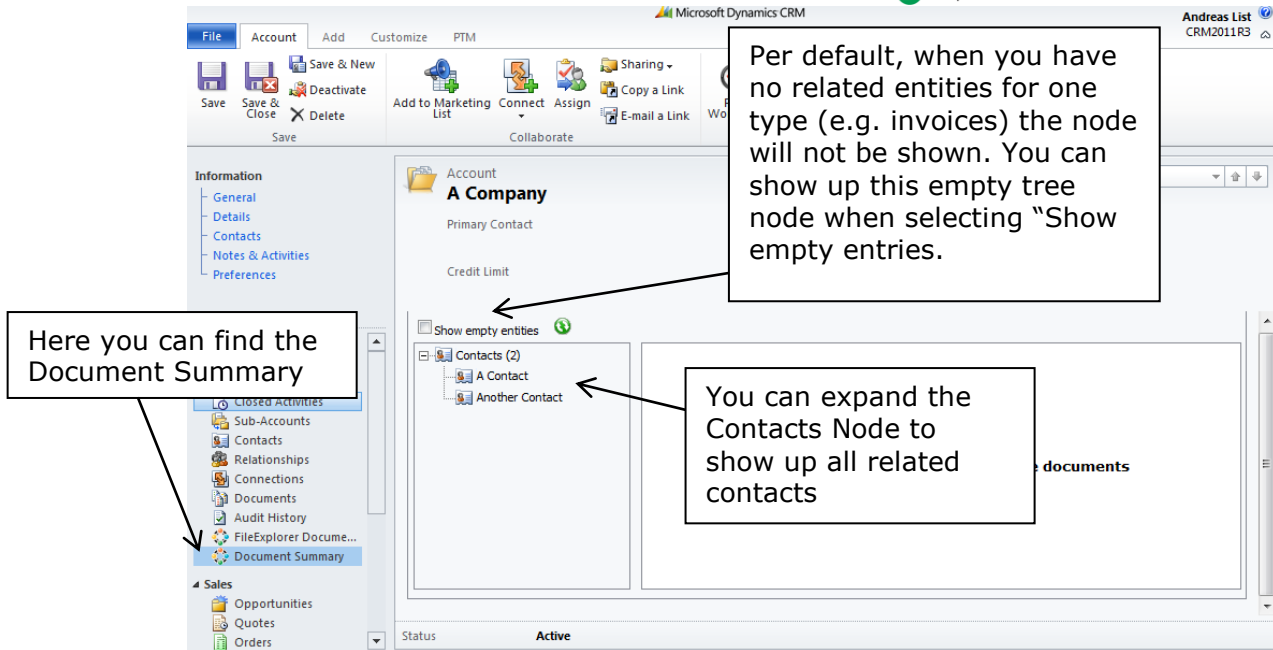 Microsoft Dynamics CRM
Andreas List
CRM2011R3
File Account Add Customize PTM
Save
Save & Close
Save & New
Deactivate
Delete
Save
Add to Marketing List
Connect
Assign
Sharing
Copy a Link
E-mail a Link
Collaborate
Per default, when you have
no related entities for one
type (e.g. invoices) the node
will not be shown. You can
show up this empty tree
node when selecting “Show
empty entries.
Information
General
Details
Contacts
Notes & Activities
Preferences
Account
A Company
Primary Contact
Credit Limit
Here you can find the
Document Summary
Closed Activities
Sub-Accounts
Contacts
Relationships
Connections
Documents
Audit History
FileExplorer Docume...
Document Summary
Sales
Opportunities
Quotes
Orders
Show empty entities
Contacts (2)
A Contact
Another Contact
You can expand the
Contacts Node to
show up all related
contacts
documents
Status Active